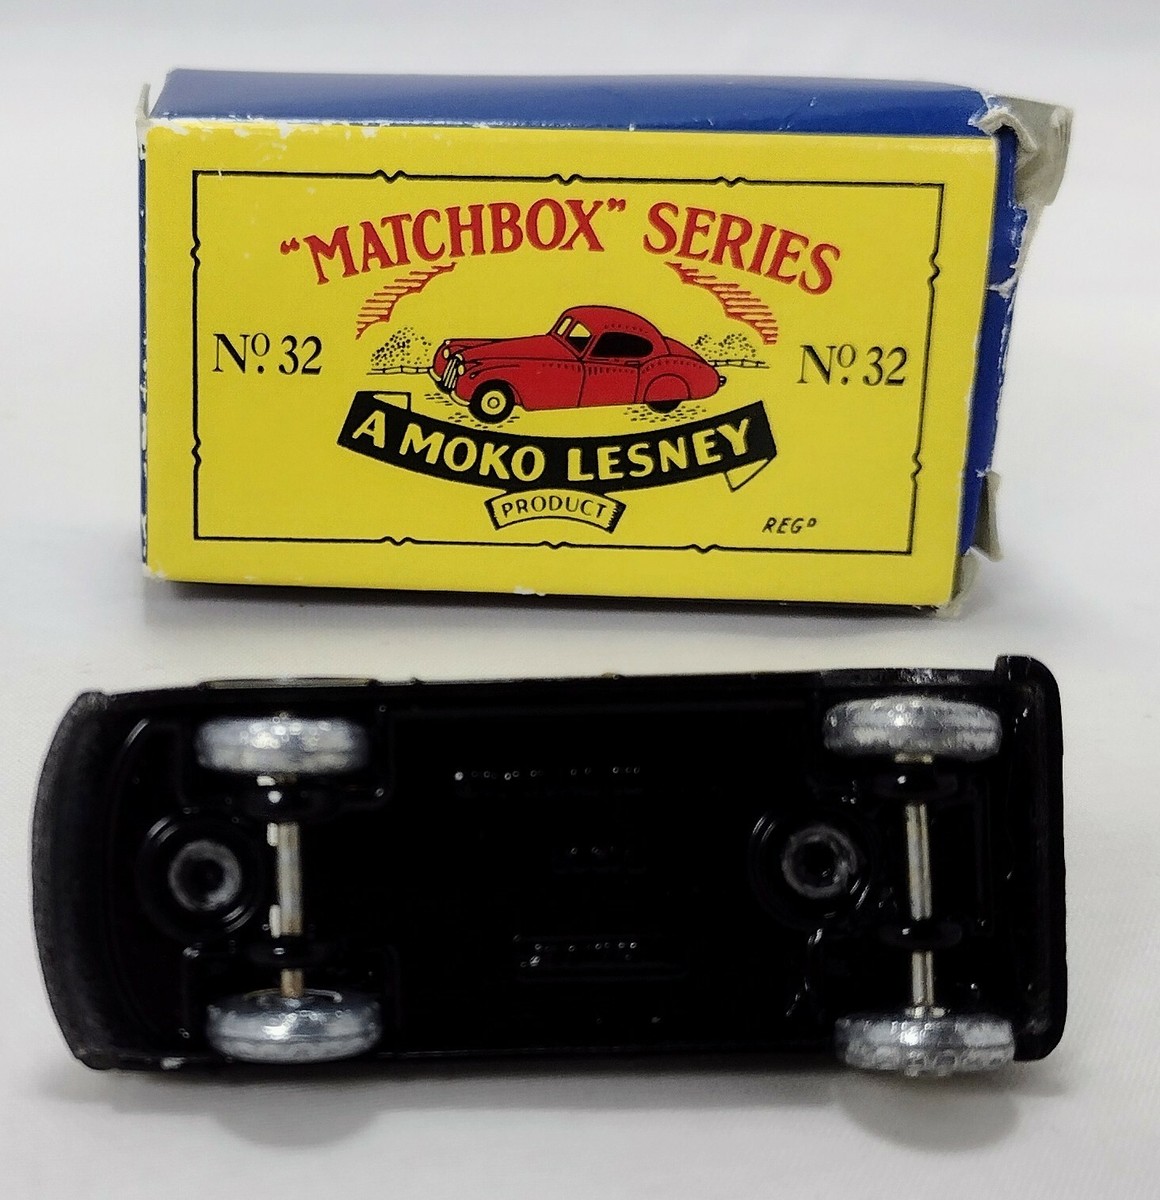 "MATCHBOX" SERIES
Nº. 32 Nº. 32
A MOKO LESNEY
PRODUCT
REGD